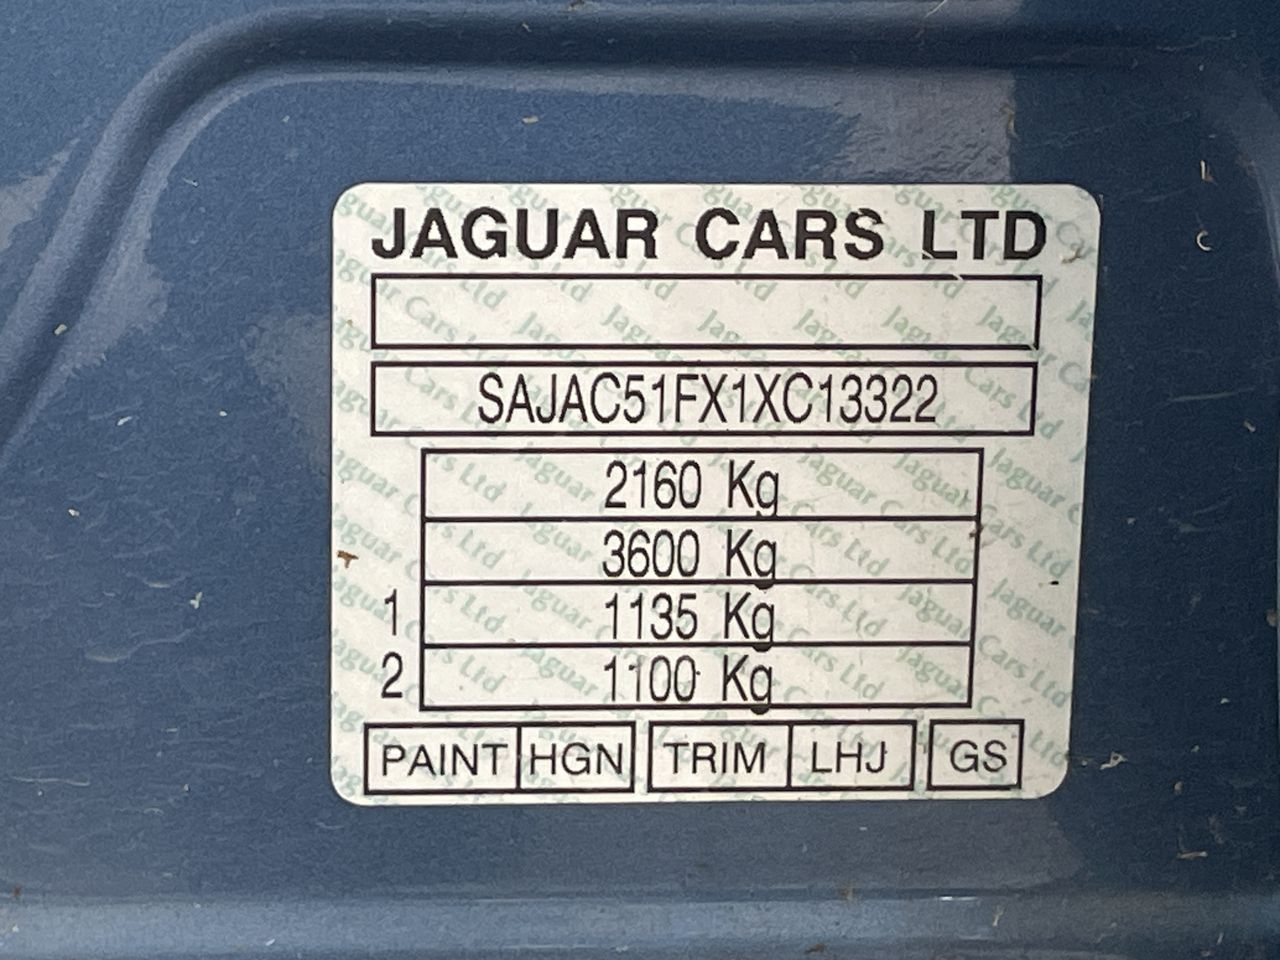 JAGUAR CARS LTD
SAJAC51FX1XC13322
2160 Kg
3600 Kg
1 1135 Kg
2 1100 Kg
PAINT HGN TRIM LHJ GS